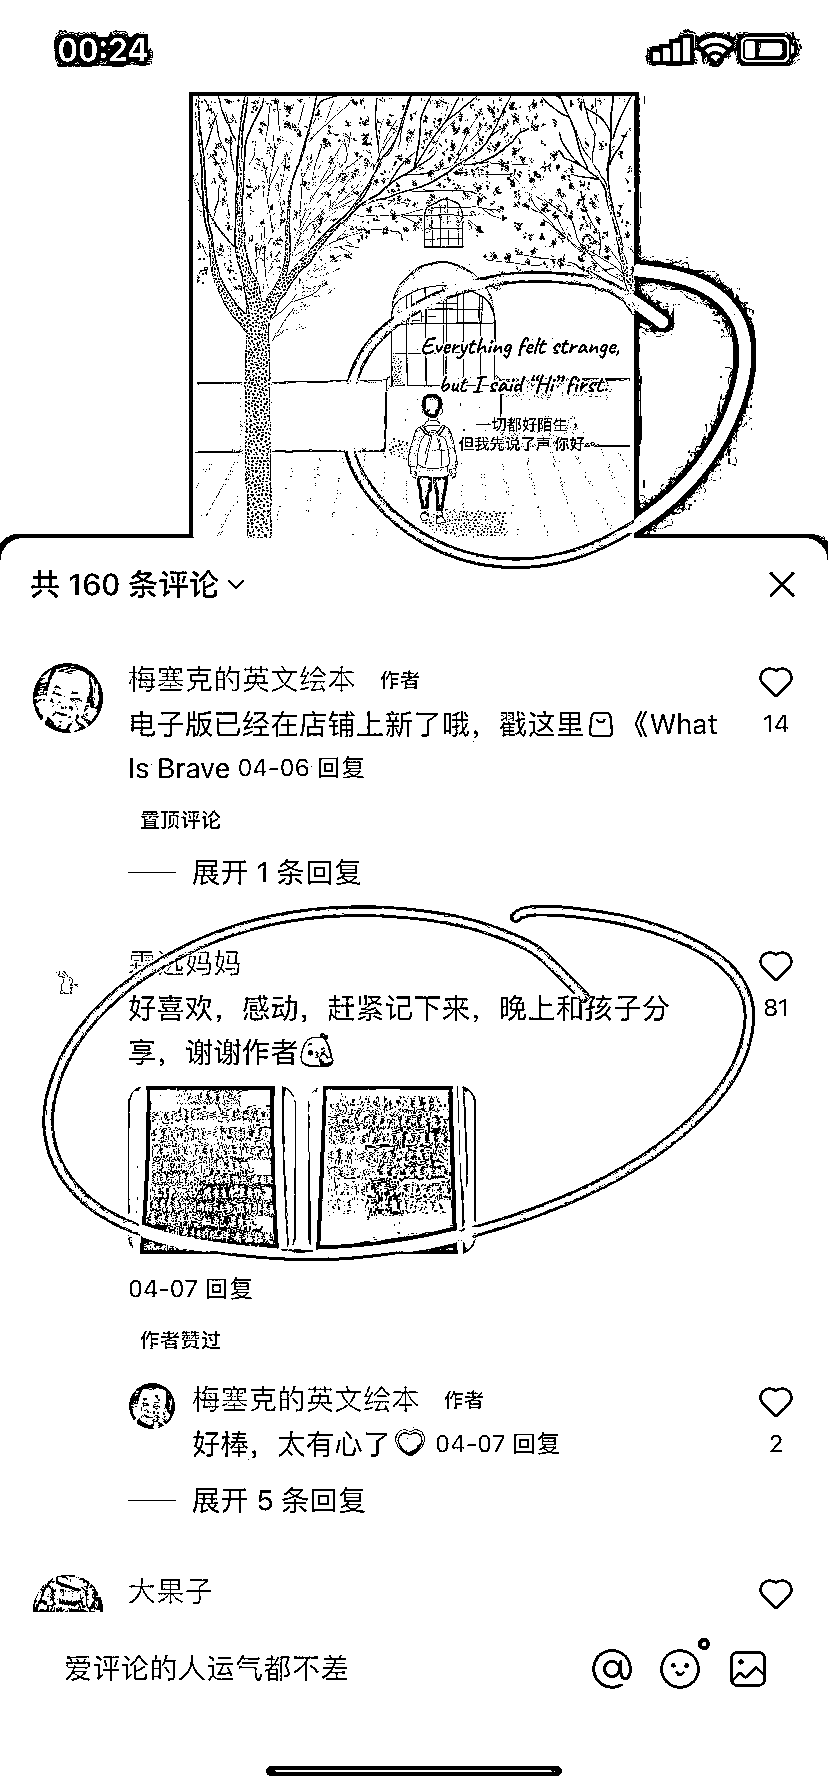 00:24
Everything felt strange,
but I said "Hi" first.
一切都好陌生，
但我先说了声 你好~
共 160 条评论
梅塞克的英文绘本 作者
电子版已经在店铺上新了哦，戳这里 《What
Is Brave 04-06 回复
14
置顶评论
展开 1 条回复
霖远妈妈
好喜欢，感动，赶紧记下来，晚上和孩子分
享，谢谢作者
81
04-07 回复
作者赞过
梅塞克的英文绘本 作者
好棒，太有心了 04-07 回复
2
展开 5 条回复
大果子
爱评论的人运气都不差